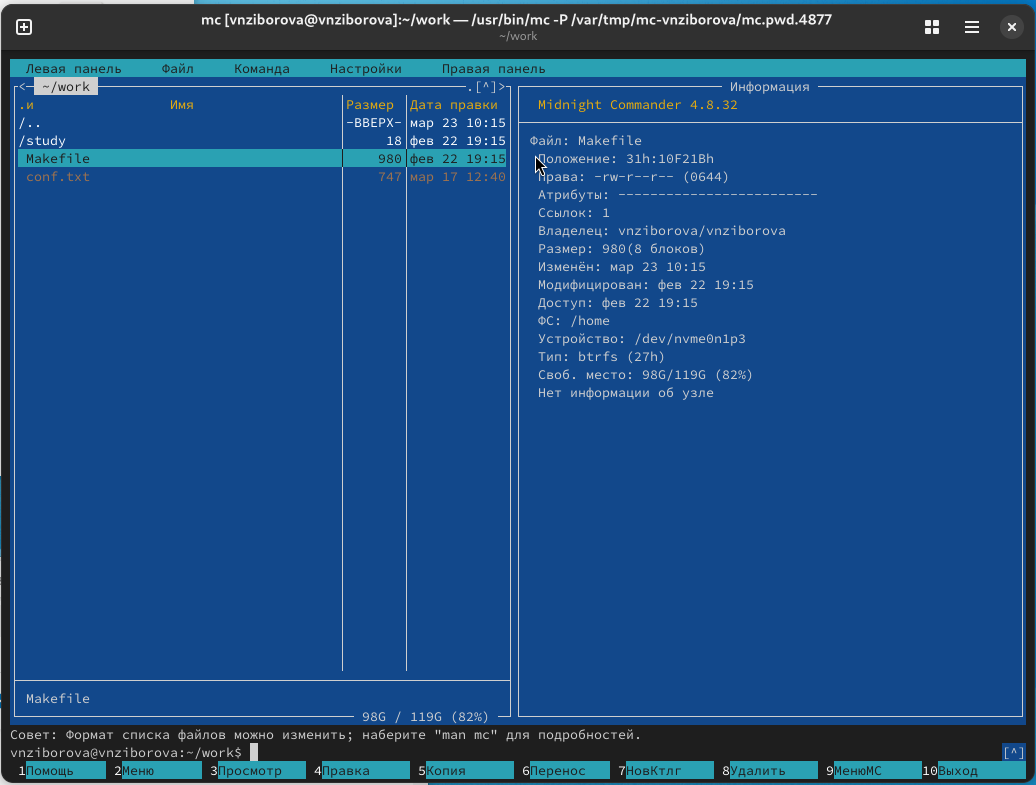 mc [vnziborova@vnziborova]:~/work — /usr/bin/mc -P /var/tmp/mc-vnziborova/mc.pwd.4877
~/work
Левая панель Файл Команда Настройки Правая панель
<─ ~/work .[^]>
.и Имя Размер Дата правки
/.. -ВВЕРХ- мар 23 10:15
/study 18 фев 22 19:15
Makefile 980 фев 22 19:15
conf.txt 747 мар 17 12:40
Makefile
98G / 119G (82%)
Информация
Midnight Commander 4.8.32
Файл: Makefile
Положение: 31h:10F21Bh
Права: -rw-r--r-- (0644)
Атрибуты: -------------------------
Ссылок: 1
Владелец: vnziborova/vnziborova
Размер: 980(8 блоков)
Изменён: мар 23 10:15
Модифицирован: фев 22 19:15
Доступ: фев 22 19:15
ФС: /home
Устройство: /dev/nvme0n1p3
Тип: btrfs (27h)
Своб. место: 98G/119G (82%)
Нет информации об узле
Совет: Формат списка файлов можно изменить; наберите "man mc" для подробностей.
vnziborova@vnziborova:~/work$ [^]
1Помощь 2Меню 3Просмотр 4Правка 5Копия 6Перенос 7НовКтлг 8Удалить 9МенюМС 10Выход